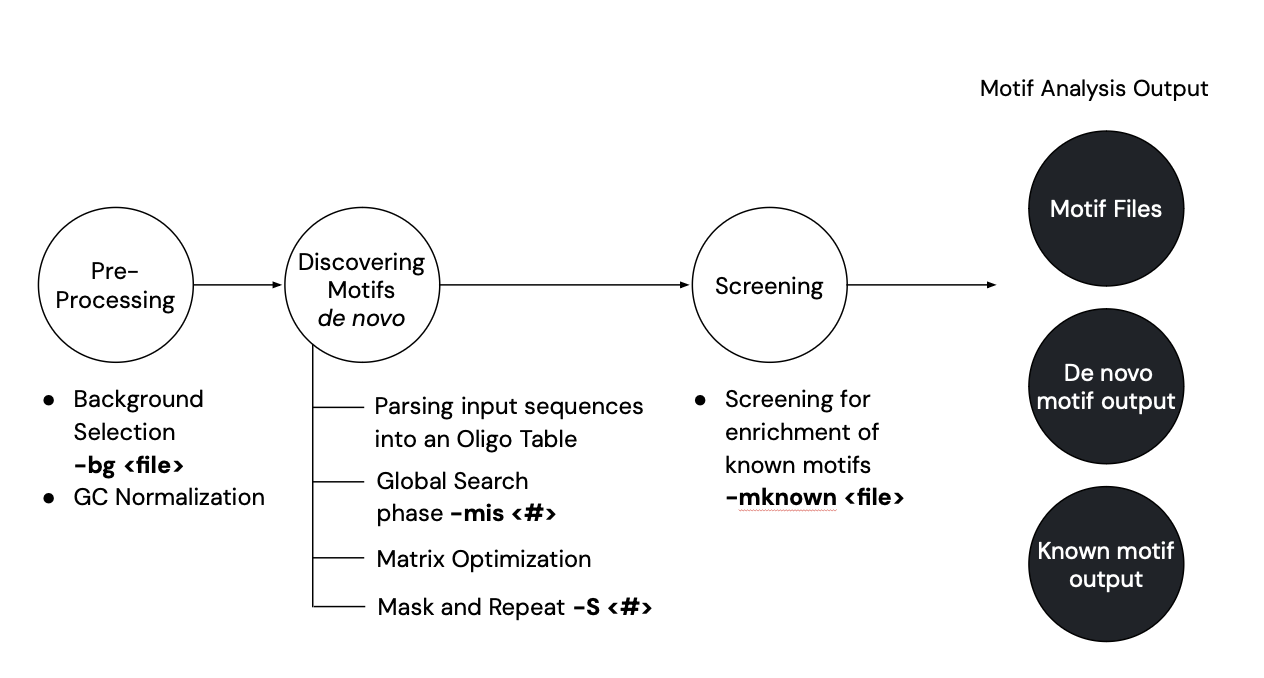 Motif Analysis Output
Pre-
Processing
● Background
Selection
-bg <file>
● GC Normalization
Discovering
Motifs
de novo
Parsing input sequences
into an Oligo Table
Global Search
phase -mis <#>
Matrix Optimization
Mask and Repeat -S <#>
Screening
● Screening for
enrichment of
known motifs
-mknown <file>
Motif Files
De novo
motif output
Known motif
output